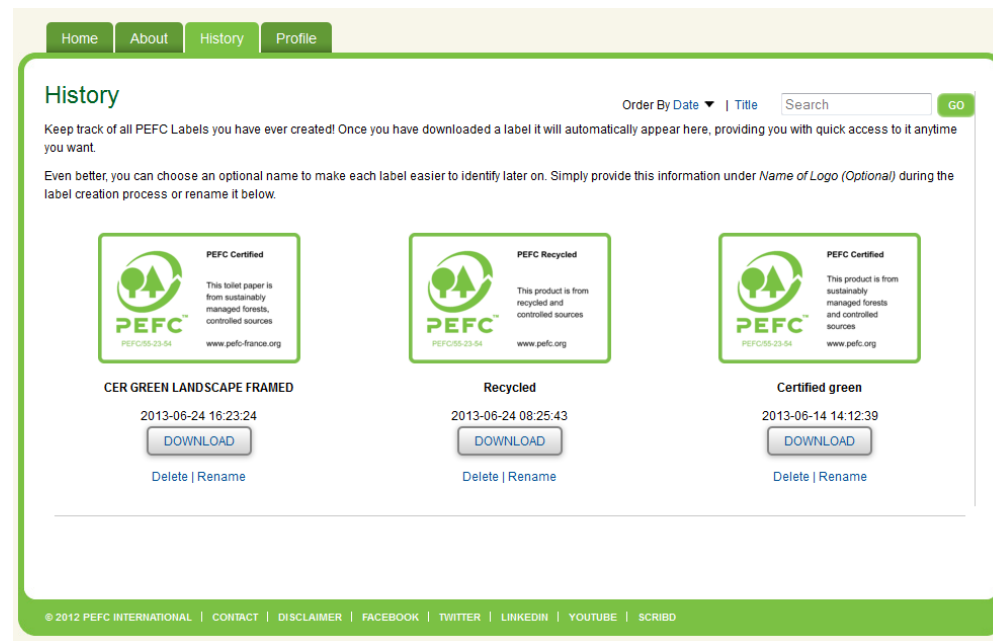 Home About History Profile
History
Order By Date ▼ | Title Search GO
Keep track of all PEFC Labels you have ever created! Once you have downloaded a label it will automatically appear here, providing you with quick access to it anytime
you want.
Even better, you can choose an optional name to make each label easier to identify later on. Simply provide this information under Name of Logo (Optional) during the
label creation process or rename it below.
PEFC Certified
This toilet paper is
from sustainably
managed forests,
controlled sources
www.pefc-france.org
PEFC™
PEFC/55-23-54
PEFC Recycled
This product is from
recycled and
controlled sources
www.pefc.org
PEFC™
PEFC/55-23-54
PEFC Certified
This product is from
sustainably
managed forests
and controlled
sources
www.pefc.org
PEFC™
PEFC/55-23-54
CER GREEN LANDSCAPE FRAMED
2013-06-24 16:23:24
DOWNLOAD
Delete | Rename
Recycled
2013-06-24 08:25:43
DOWNLOAD
Delete | Rename
Certified green
2013-06-14 14:12:39
DOWNLOAD
Delete | Rename
© 2012 PEFC INTERNATIONAL | CONTACT | DISCLAIMER | FACEBOOK | TWITTER | LINKEDIN | YOUTUBE | SCRIBD